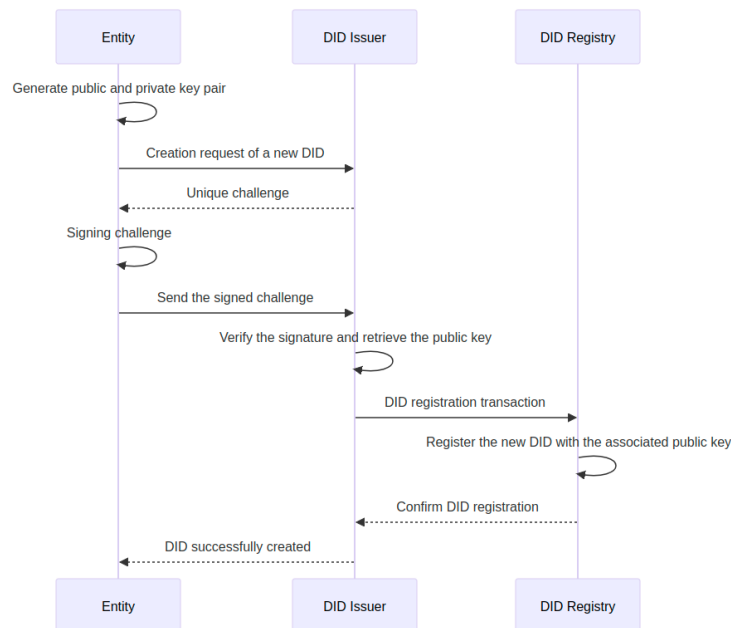 Entity
DID Issuer
DID Registry
Generate public and private key pair
Creation request of a new DID
Unique challenge
Signing challenge
Send the signed challenge
Verify the signature and retrieve the public key
DID registration transaction
Register the new DID with the associated public key
Confirm DID registration
DID successfully created
Entity
DID Issuer
DID Registry